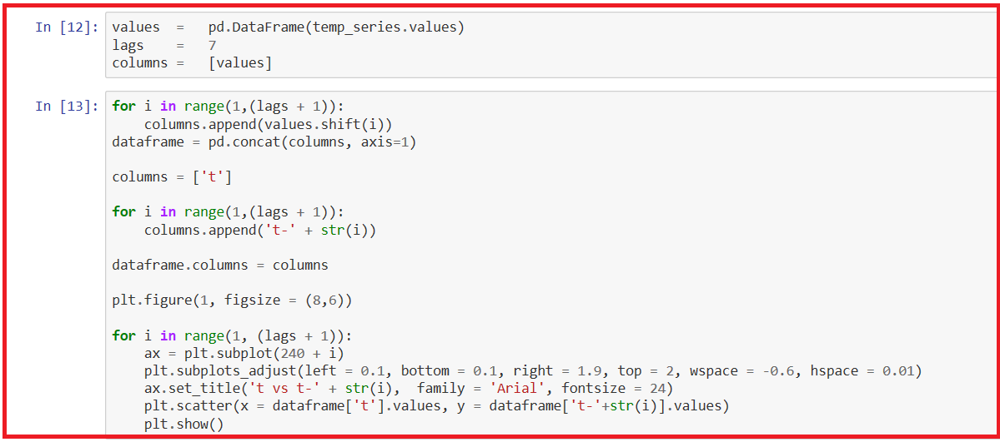 In [12]: values  =   pd.DataFrame(temp_series.values)
lags    =   7
columns =   [values]
In [13]: for i in range(1,(lags + 1)):
    columns.append(values.shift(i))
dataframe = pd.concat(columns, axis=1)
columns = ['t']
for i in range(1,(lags + 1)):
    columns.append('t-' + str(i))
dataframe.columns = columns
plt.figure(1, figsize = (8,6))
for i in range(1, (lags + 1)):
    ax = plt.subplot(240 + i)
    plt.subplots_adjust(left = 0.1, bottom = 0.1, right = 1.9, top = 2, wspace = -0.6, hspace = 0.01)
    ax.set_title('t vs t-' + str(i),  family = 'Arial', fontsize = 24)
    plt.scatter(x = dataframe['t'].values, y = dataframe['t-'+str(i)].values)
    plt.show()